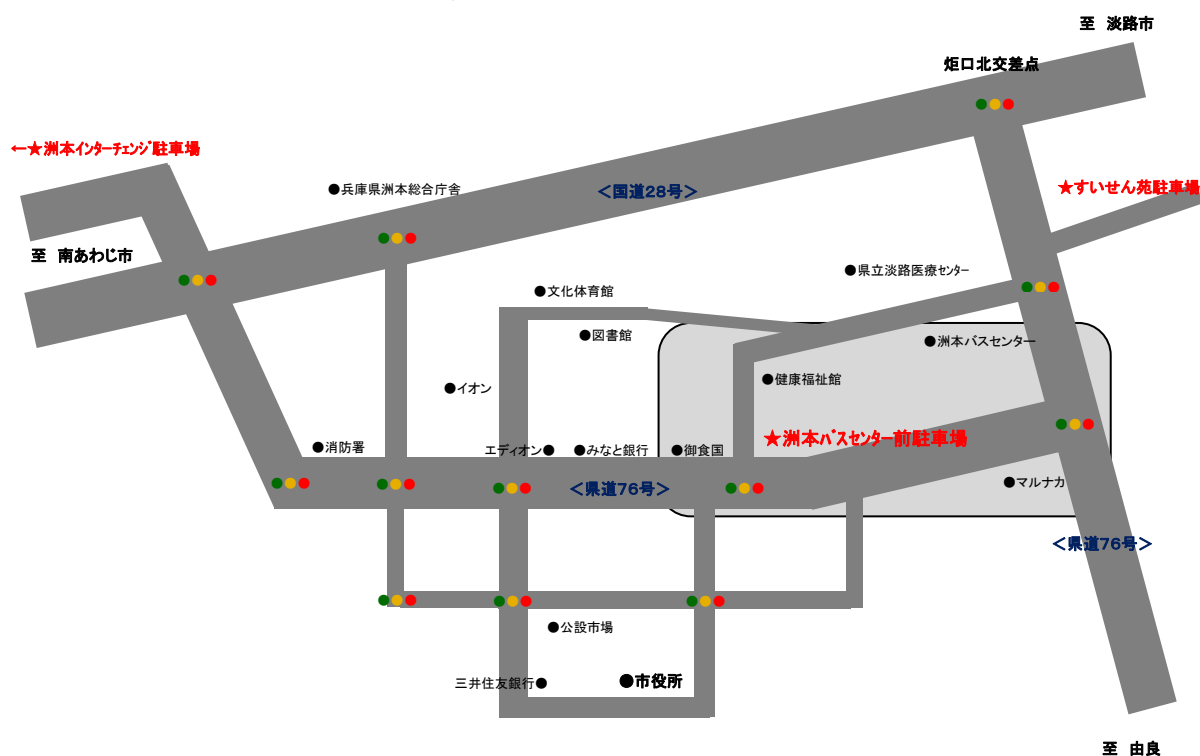 至 淡路市
炬口北交差点
←★洲本インターチェンジ駐車場
●兵庫県洲本総合庁舎
＜国道28号＞
★すいせん苑駐車場
至 南あわじ市
●県立淡路医療センター
●文化体育館
●図書館
●洲本バスセンター
●健康福祉館
●イオン
★洲本バスセンター前駐車場
●消防署
エディオン●
●みなと銀行
●御食国
＜県道76号＞
●マルナカ
＜県道76号＞
●公設市場
三井住友銀行●
●市役所
至 由良